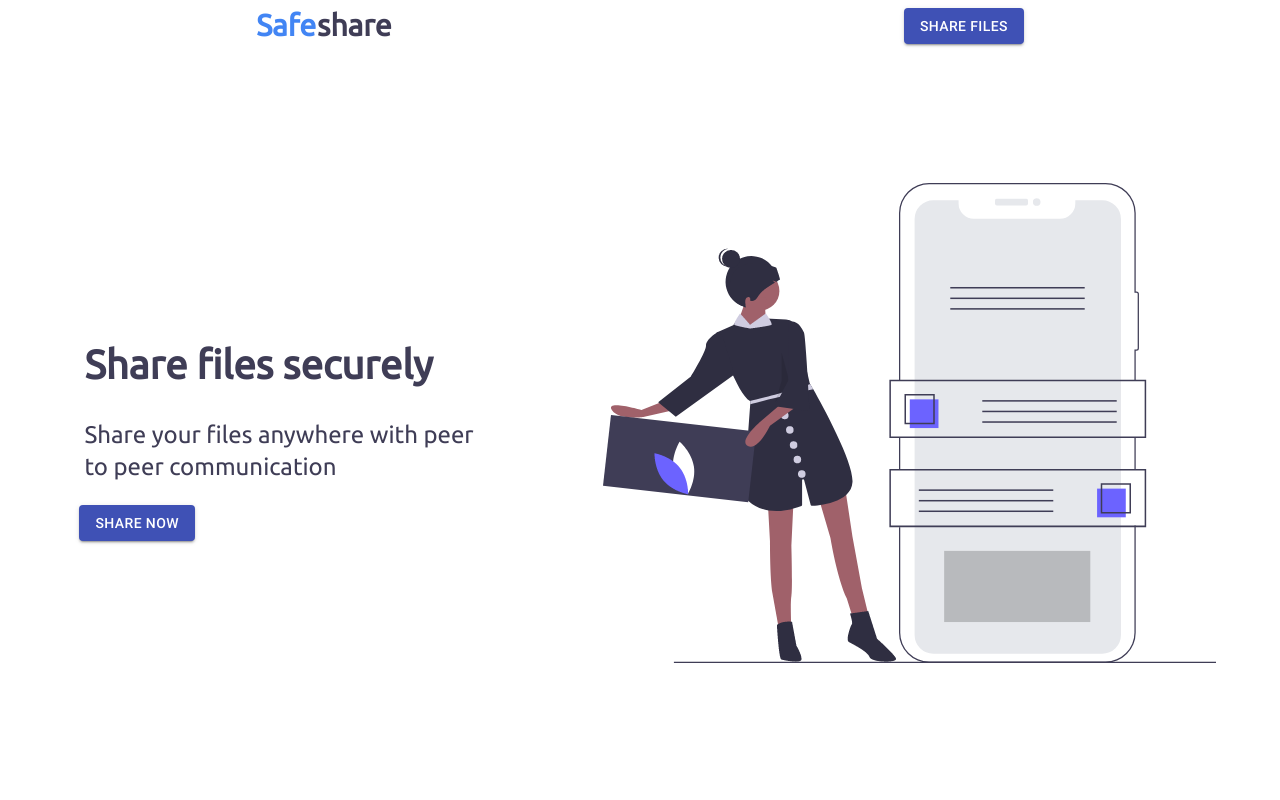 Safeshare
SHARE FILES
Share files securely
Share your files anywhere with peer
to peer communication
SHARE NOW